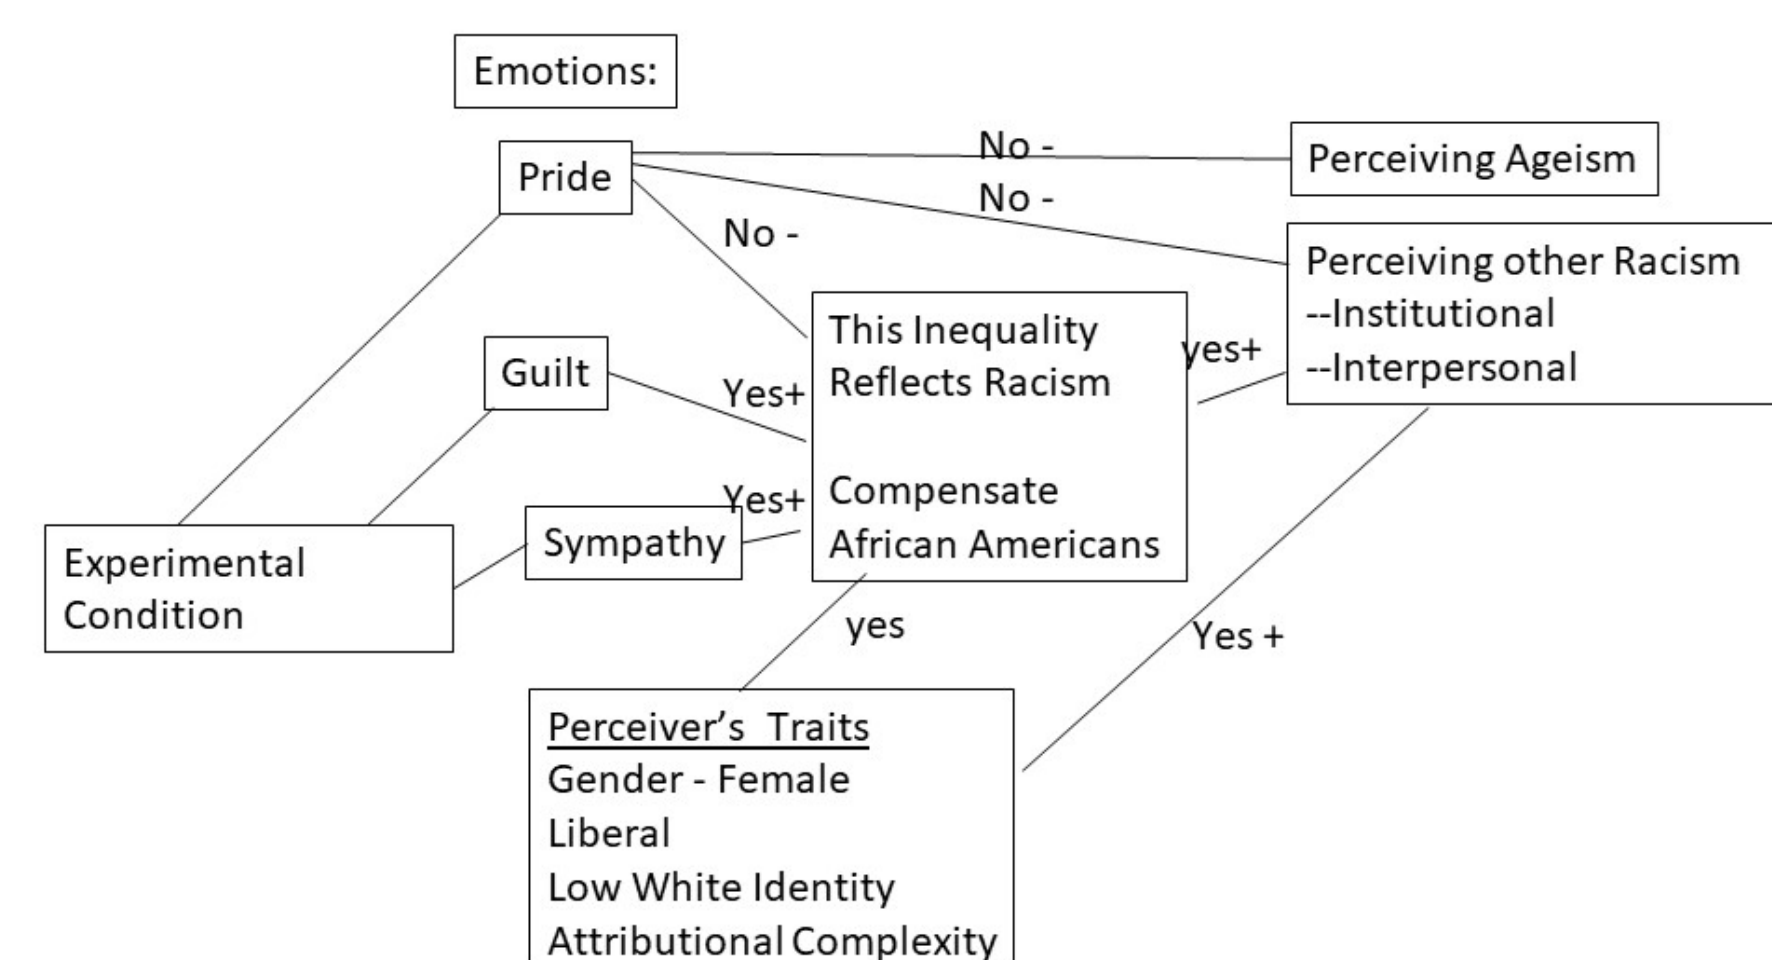 Emotions:
Pride
No -
Perceiving Ageism
No -
No -
Perceiving other Racism
--Institutional
--Interpersonal
This Inequality
Reflects Racism
yes+
Guilt
Yes+
Compensate
African Americans
Yes+
Sympathy
Experimental
Condition
yes
Yes +
Perceiver’s  Traits
Gender - Female
Liberal
Low White Identity
Attributional Complexity